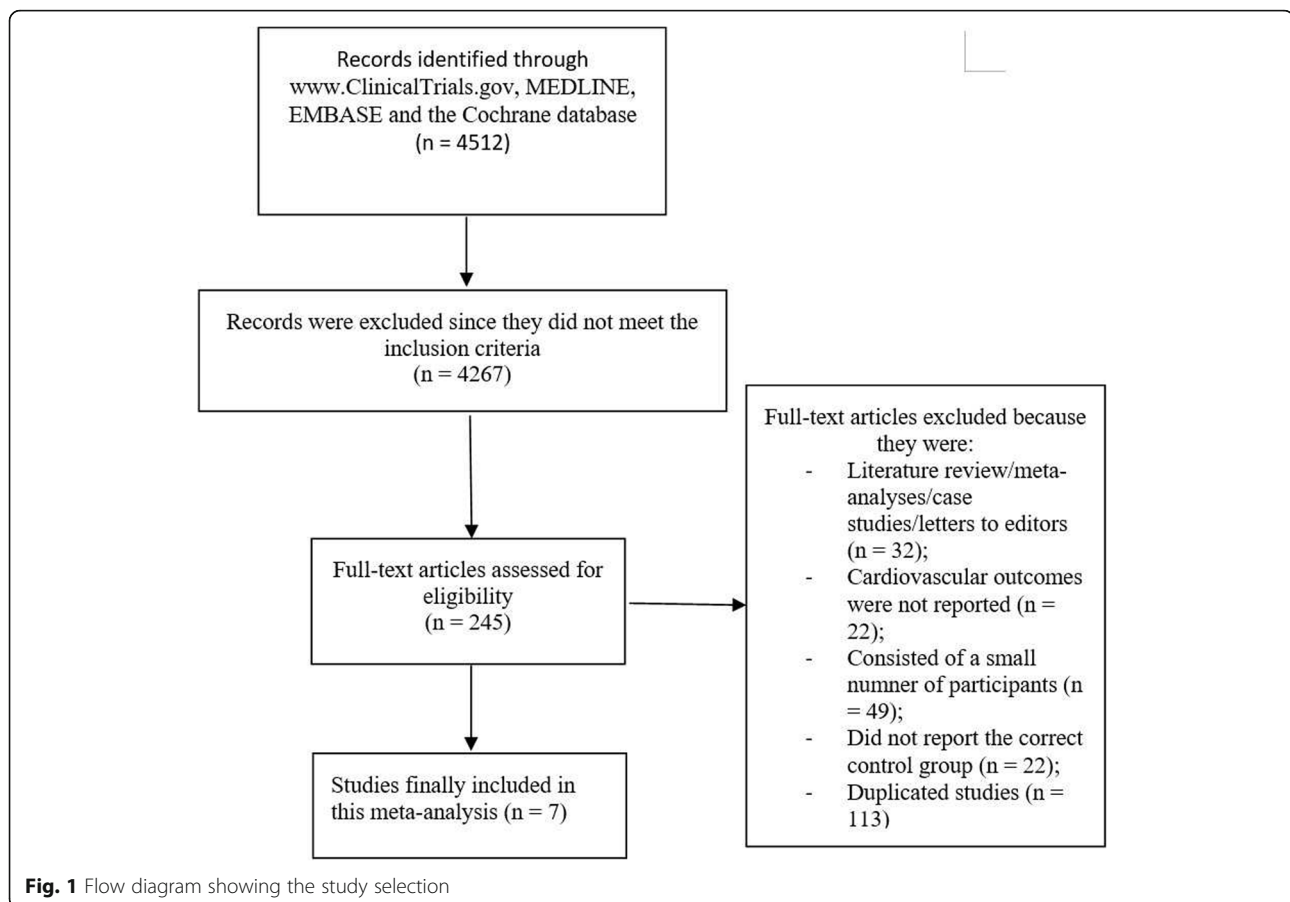 Records identified through
www.ClinicalTrials.gov, MEDLINE,
EMBASE and the Cochrane database
(n = 4512)
Records were excluded since they did not meet the
inclusion criteria
(n = 4267)
Full-text articles assessed for
eligibility
(n = 245)
Full-text articles excluded because
they were:
- Literature review/meta-
analyses/case
studies/letters to editors
(n = 32);
- Cardiovascular outcomes
were not reported (n =
22);
- Consisted of a small
numner of participants (n
= 49);
- Did not report the correct
control group (n = 22);
- Duplicated studies (n =
113)
Studies finally included in
this meta-analysis (n = 7)
Fig. 1 Flow diagram showing the study selection